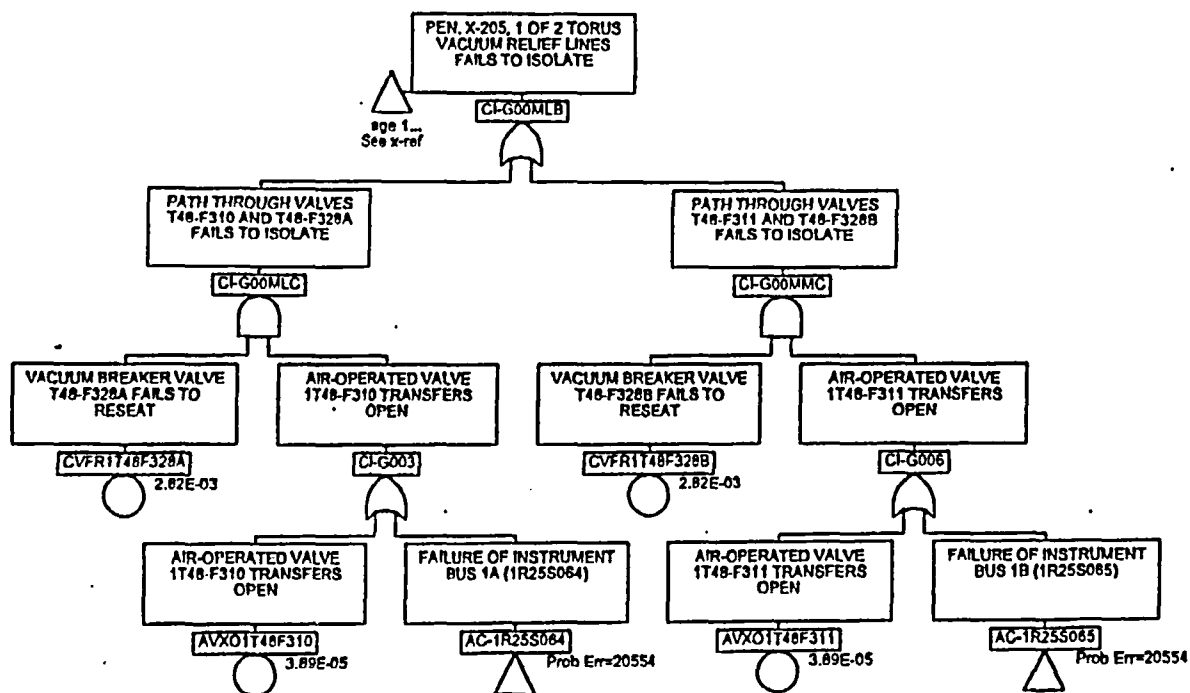 PEN. X-205, 1 OF 2 TORUS
VACUUM RELIEF LINES
FAILS TO ISOLATE
CI-G00MLB
age 1...
See x-ref
PATH THROUGH VALVES
T48-F310 AND T48-F328A
FAILS TO ISOLATE
CI-G00MLC
PATH THROUGH VALVES
T48-F311 AND T48-F328B
FAILS TO ISOLATE
CI-G00MMC
VACUUM BREAKER VALVE
T48-F328A FAILS TO
RESEAT
CVFR1T48F328A
2.82E-03
AIR-OPERATED VALVE
1T48-F310 TRANSFERS
OPEN
CI-G003
VACUUM BREAKER VALVE
T48-F328B FAILS TO
RESEAT
CVFR1T48F328B
2.82E-03
AIR-OPERATED VALVE
1T48-F311 TRANSFERS
OPEN
CI-G006
AIR-OPERATED VALVE
1T48-F310 TRANSFERS
OPEN
AVXO1T48F310
3.89E-05
FAILURE OF INSTRUMENT
BUS 1A (1R25S064)
AC-1R25S064
Prob Err=20554
AIR-OPERATED VALVE
1T48-F311 TRANSFERS
OPEN
AVXO1T48F311
3.89E-05
FAILURE OF INSTRUMENT
BUS 1B (1R25S065)
AC-1R25S065
Prob Err=20554